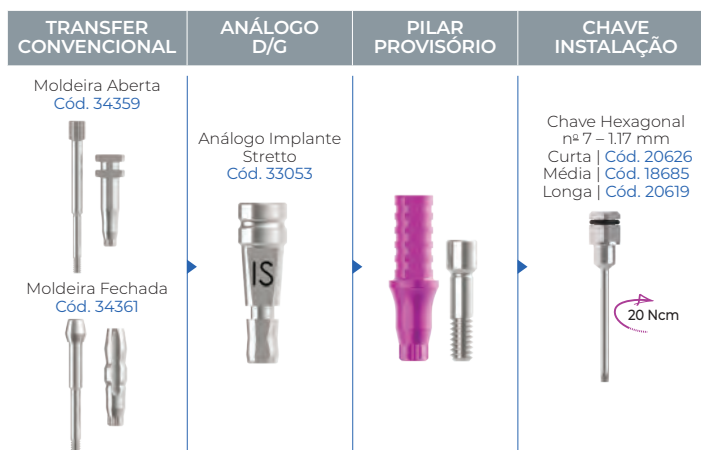 TRANSFER
CONVENCIONAL
ANÁLOGO
D/G
PILAR
PROVISÓRIO
CHAVE
INSTALAÇÃO
Moldeira Aberta
Cód. 34359
Moldeira Fechada
Cód. 34361
Análogo Implante
Stretto
Cód. 33053
IS
Chave Hexagonal
nº 7 – 1.17 mm
Curta | Cód. 20626
Média | Cód. 18685
Longa | Cód. 20619
20 Ncm